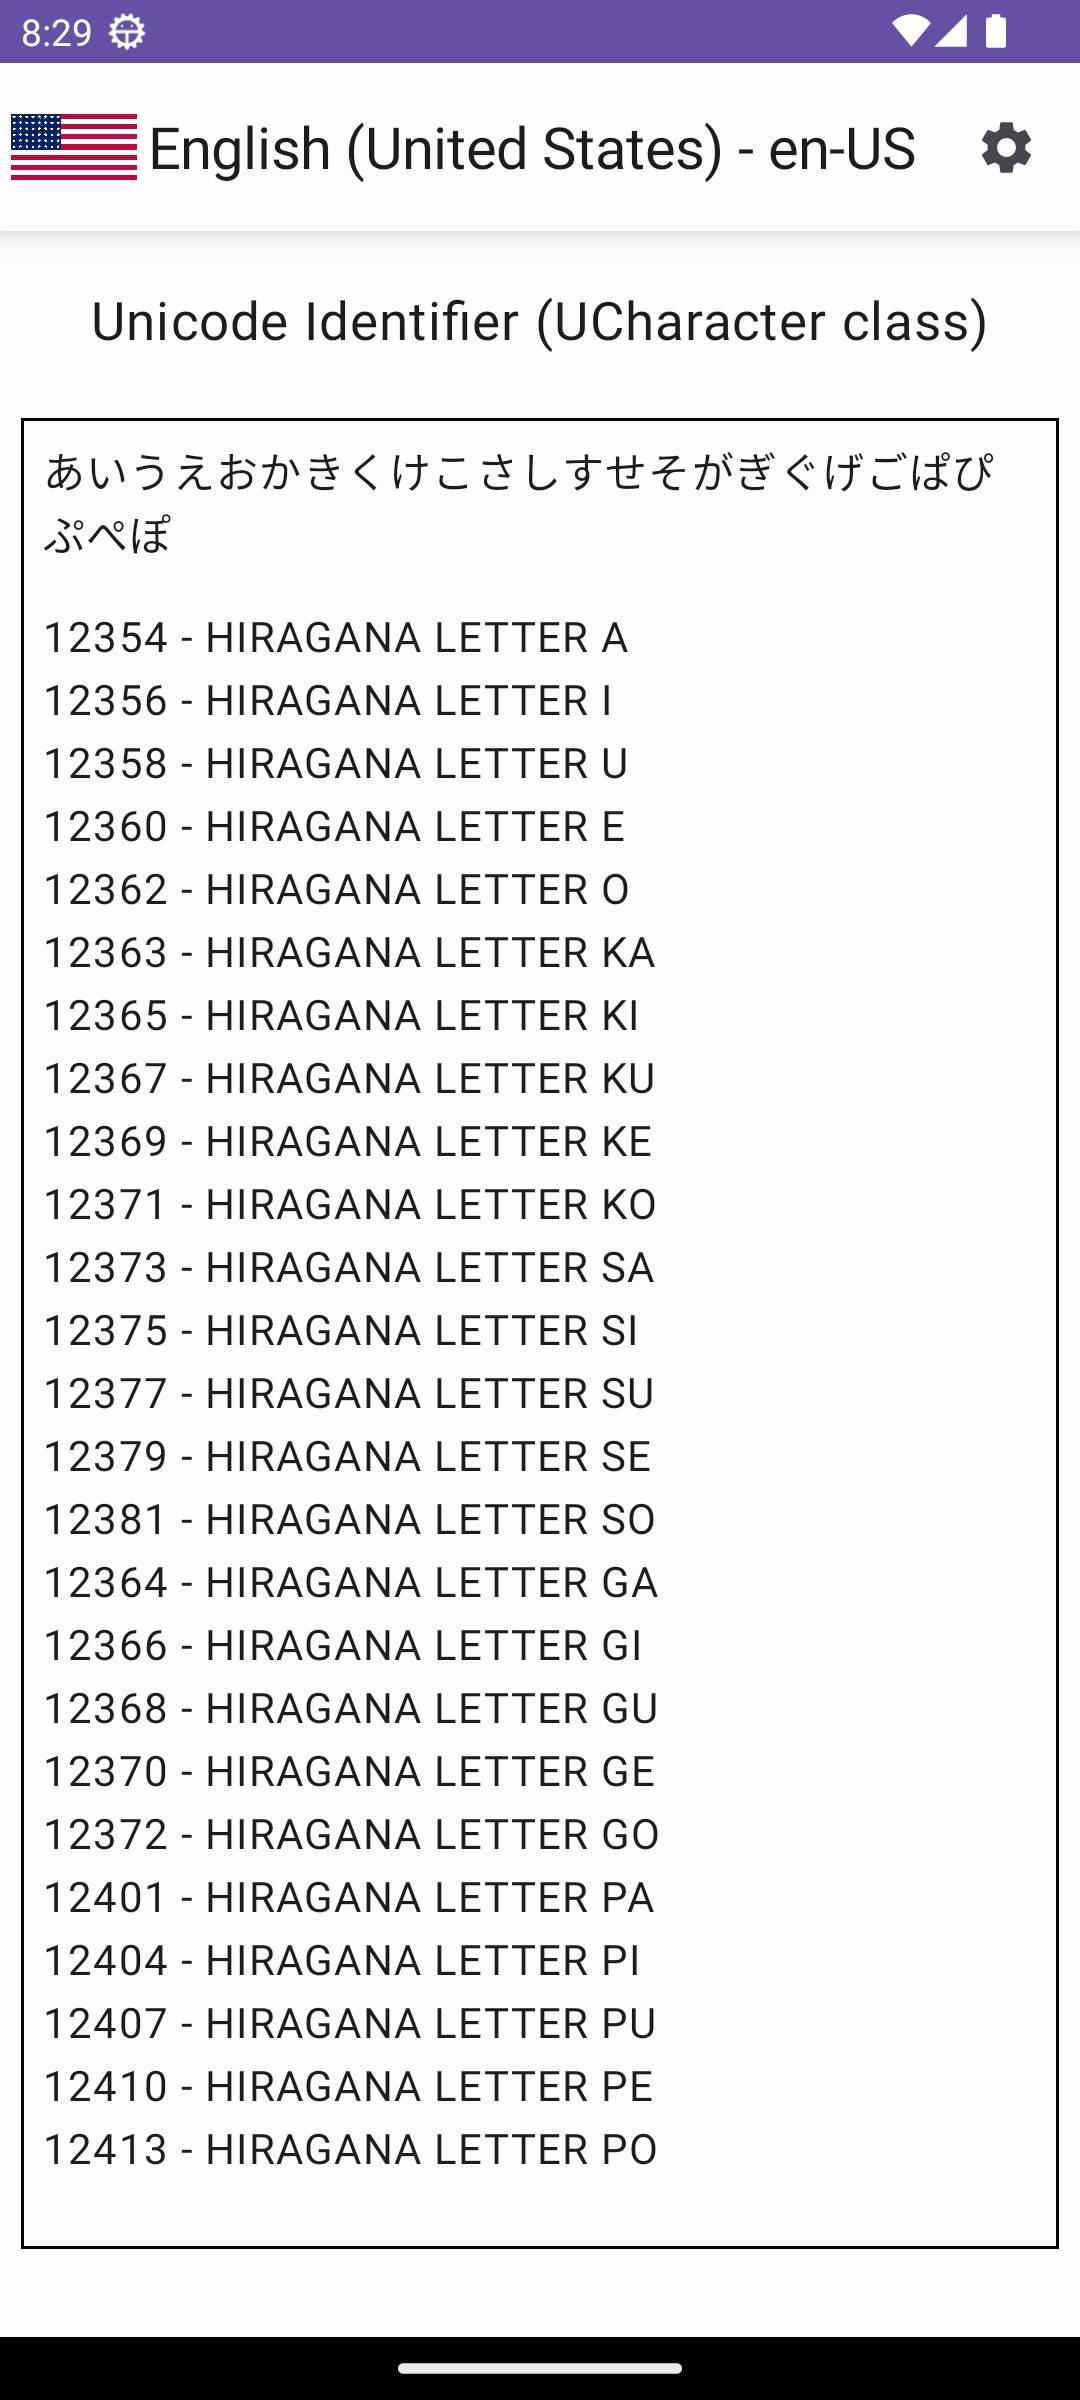 8:29
English (United States) - en-US
Unicode Identifier (UCharacter class)
あいうえおかきくけこさしすせそがぎぐげごぱぴ
ぷぺぽ
12354 - HIRAGANA LETTER A
12356 - HIRAGANA LETTER I
12358 - HIRAGANA LETTER U
12360 - HIRAGANA LETTER E
12362 - HIRAGANA LETTER O
12363 - HIRAGANA LETTER KA
12365 - HIRAGANA LETTER KI
12367 - HIRAGANA LETTER KU
12369 - HIRAGANA LETTER KE
12371 - HIRAGANA LETTER KO
12373 - HIRAGANA LETTER SA
12375 - HIRAGANA LETTER SI
12377 - HIRAGANA LETTER SU
12379 - HIRAGANA LETTER SE
12381 - HIRAGANA LETTER SO
12364 - HIRAGANA LETTER GA
12366 - HIRAGANA LETTER GI
12368 - HIRAGANA LETTER GU
12370 - HIRAGANA LETTER GE
12372 - HIRAGANA LETTER GO
12401 - HIRAGANA LETTER PA
12404 - HIRAGANA LETTER PI
12407 - HIRAGANA LETTER PU
12410 - HIRAGANA LETTER PE
12413 - HIRAGANA LETTER PO